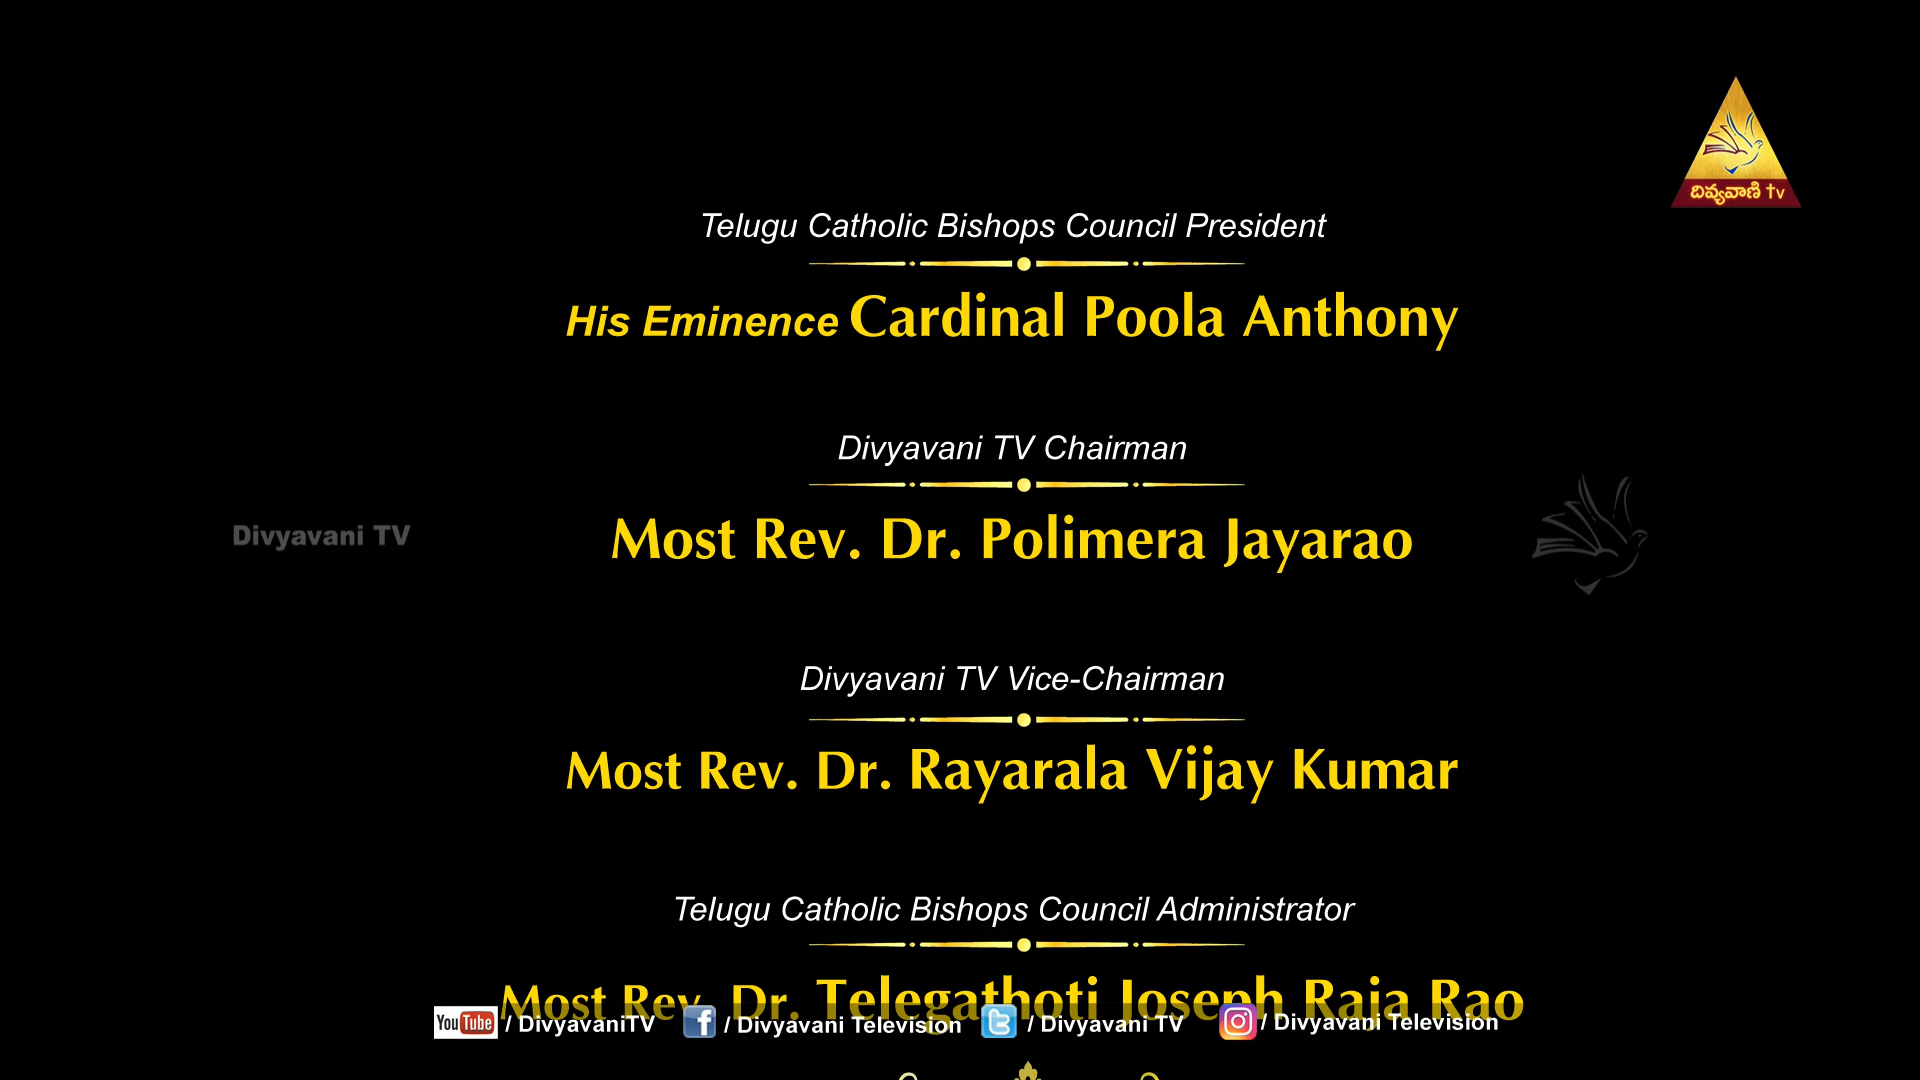 దివ్యవాణి tv
Telugu Catholic Bishops Council President
His Eminence Cardinal Poola Anthony
Divyavani TV Chairman
Most Rev. Dr. Polimera Jayarao
Divyavani TV
Divyavani TV Vice-Chairman
Most Rev. Dr. Rayarala Vijay Kumar
Telugu Catholic Bishops Council Administrator
Most Rev. Dr. Telegathoti Joseph Raja Rao
YouTube / DivyavaniTV f / Divyavani Television / Divyavani TV / Divyavani Television